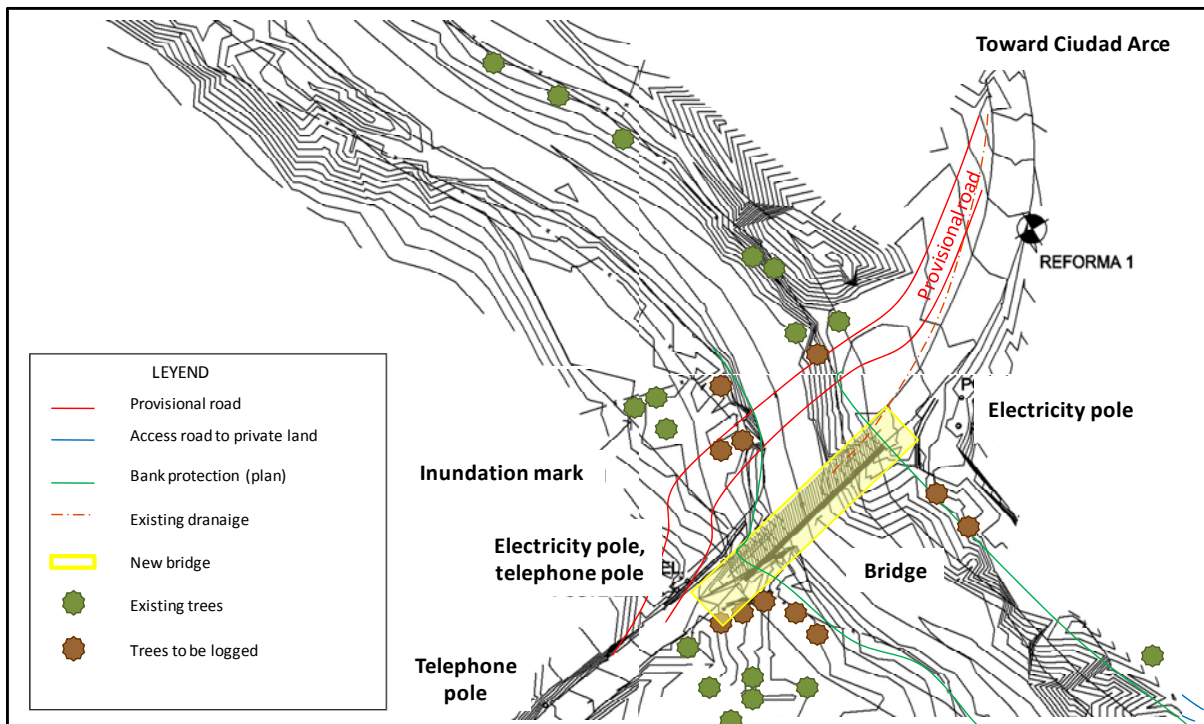 Toward Ciudad Arce
Provisional road
REFORMA 1
Electricity pole
Inundation mark
Electricity pole,
telephone pole
Bridge
Telephone
pole
LEYEND
Provisional road
Access road to private land
Bank protection (plan)
Existing dranaige
New bridge
Existing trees
Trees to be logged